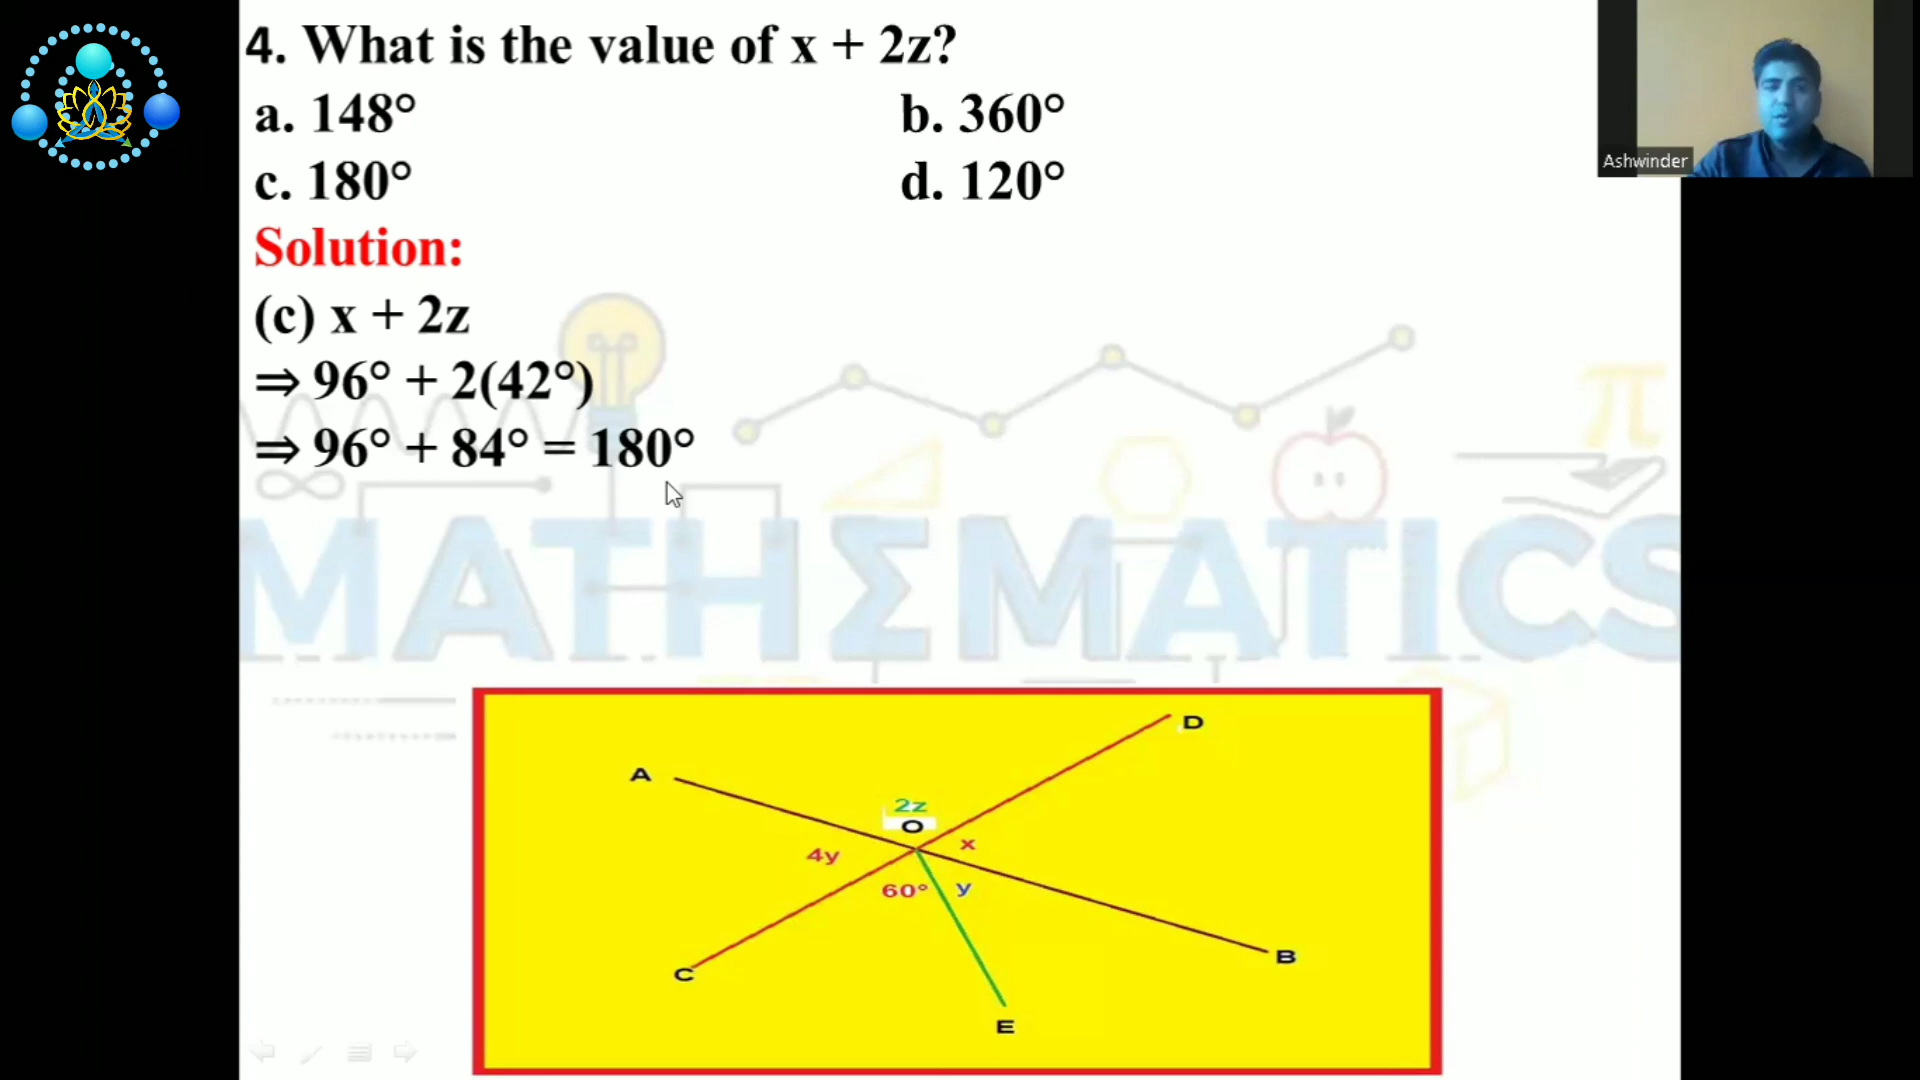 4. What is the value of x + 2z?
a. 148° b. 360°
c. 180° d. 120°
Solution:
(c) x + 2z
⇒ 96° + 2(42°)
⇒ 96° + 84° = 180°
Ashwinder
MATHΣMATICS
π
D
A
2z
O
x
4y
60° y
B
C
E